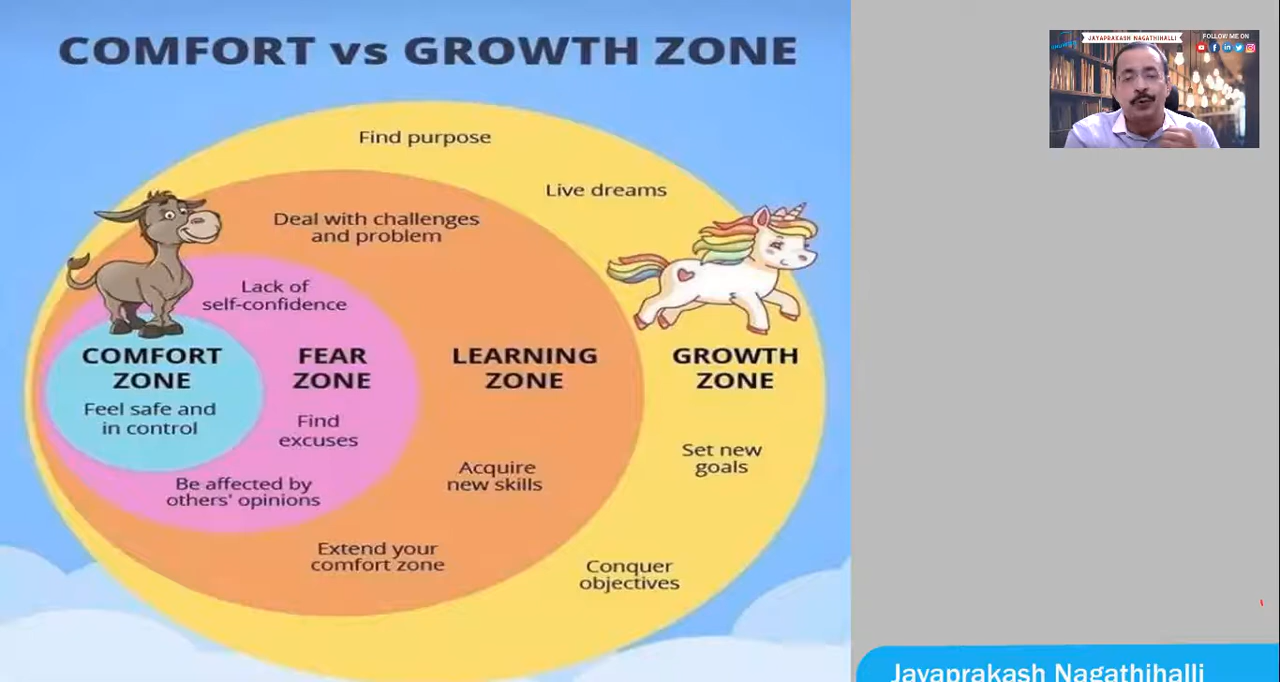 COMFORT vs GROWTH ZONE
Find purpose
Live dreams
Deal with challenges
and problem
Lack of
self-confidence
COMFORT
ZONE
Feel safe and
in control
FEAR
ZONE
Find
excuses
Be affected by
others' opinions
LEARNING
ZONE
Acquire
new skills
Extend your
comfort zone
GROWTH
ZONE
Set new
goals
Conquer
objectives
JAYAPRAKASH NAGATHIHALLI
FOLLOW ME ON
Jayaprakash Nagathihalli